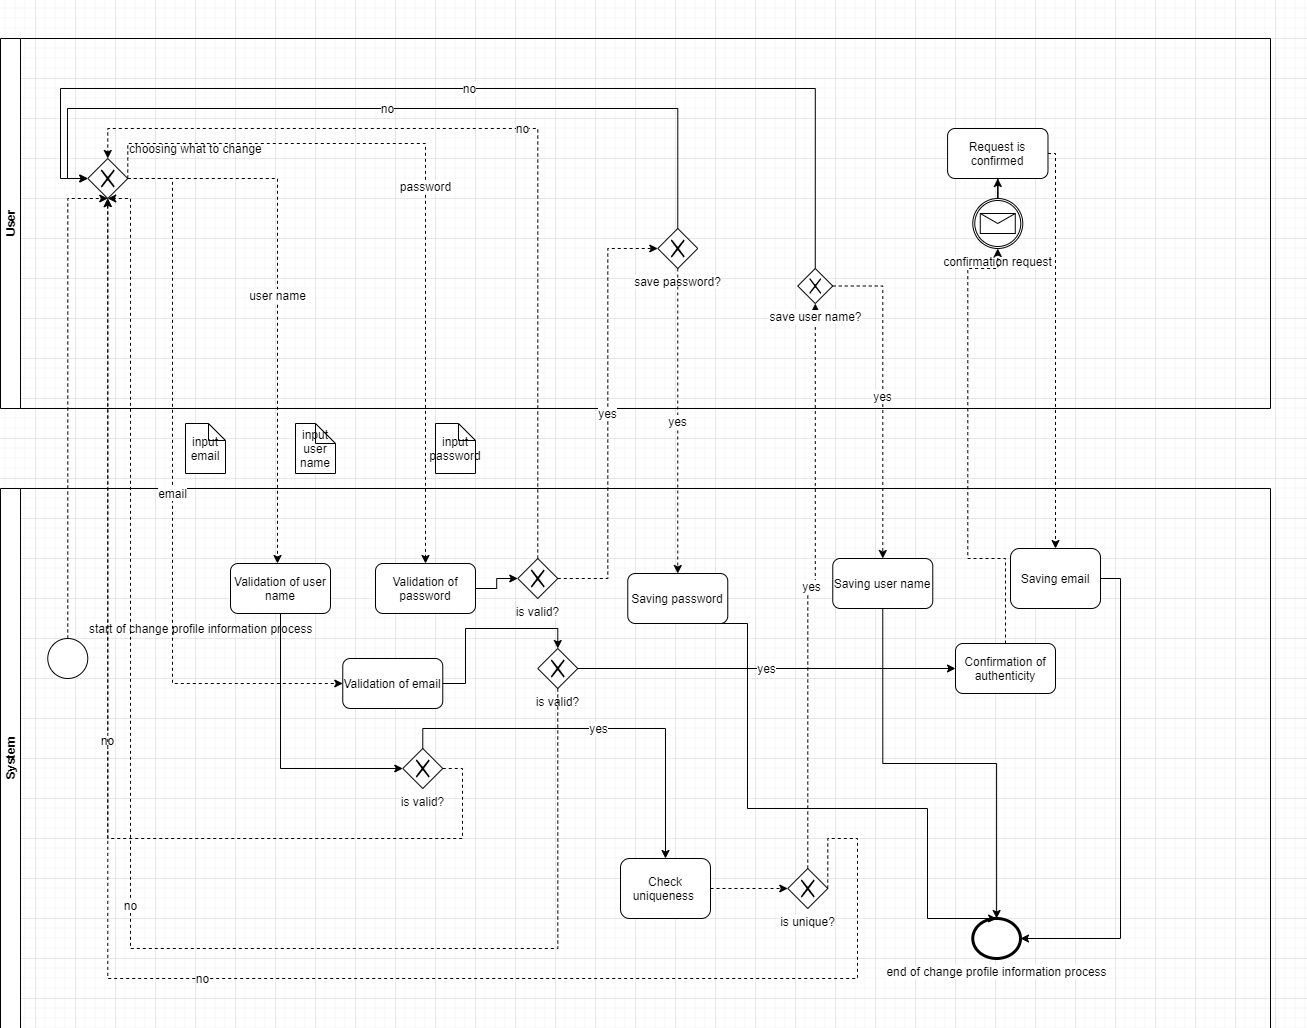 User
no
no
no
choosing what to change
password
user name
save password?
save user name?
Request is
confirmed
confirmation request
yes
yes
yes
input
email
input
user
name
input
password
email
System
Validation of user
name
Validation of
password
is valid?
Saving password
yes
Saving user name
Saving email
start of change profile information process
Validation of email
is valid?
yes
Confirmation of
authenticity
no
yes
is valid?
Check
uniqueness
is unique?
no
no
end of change profile information process